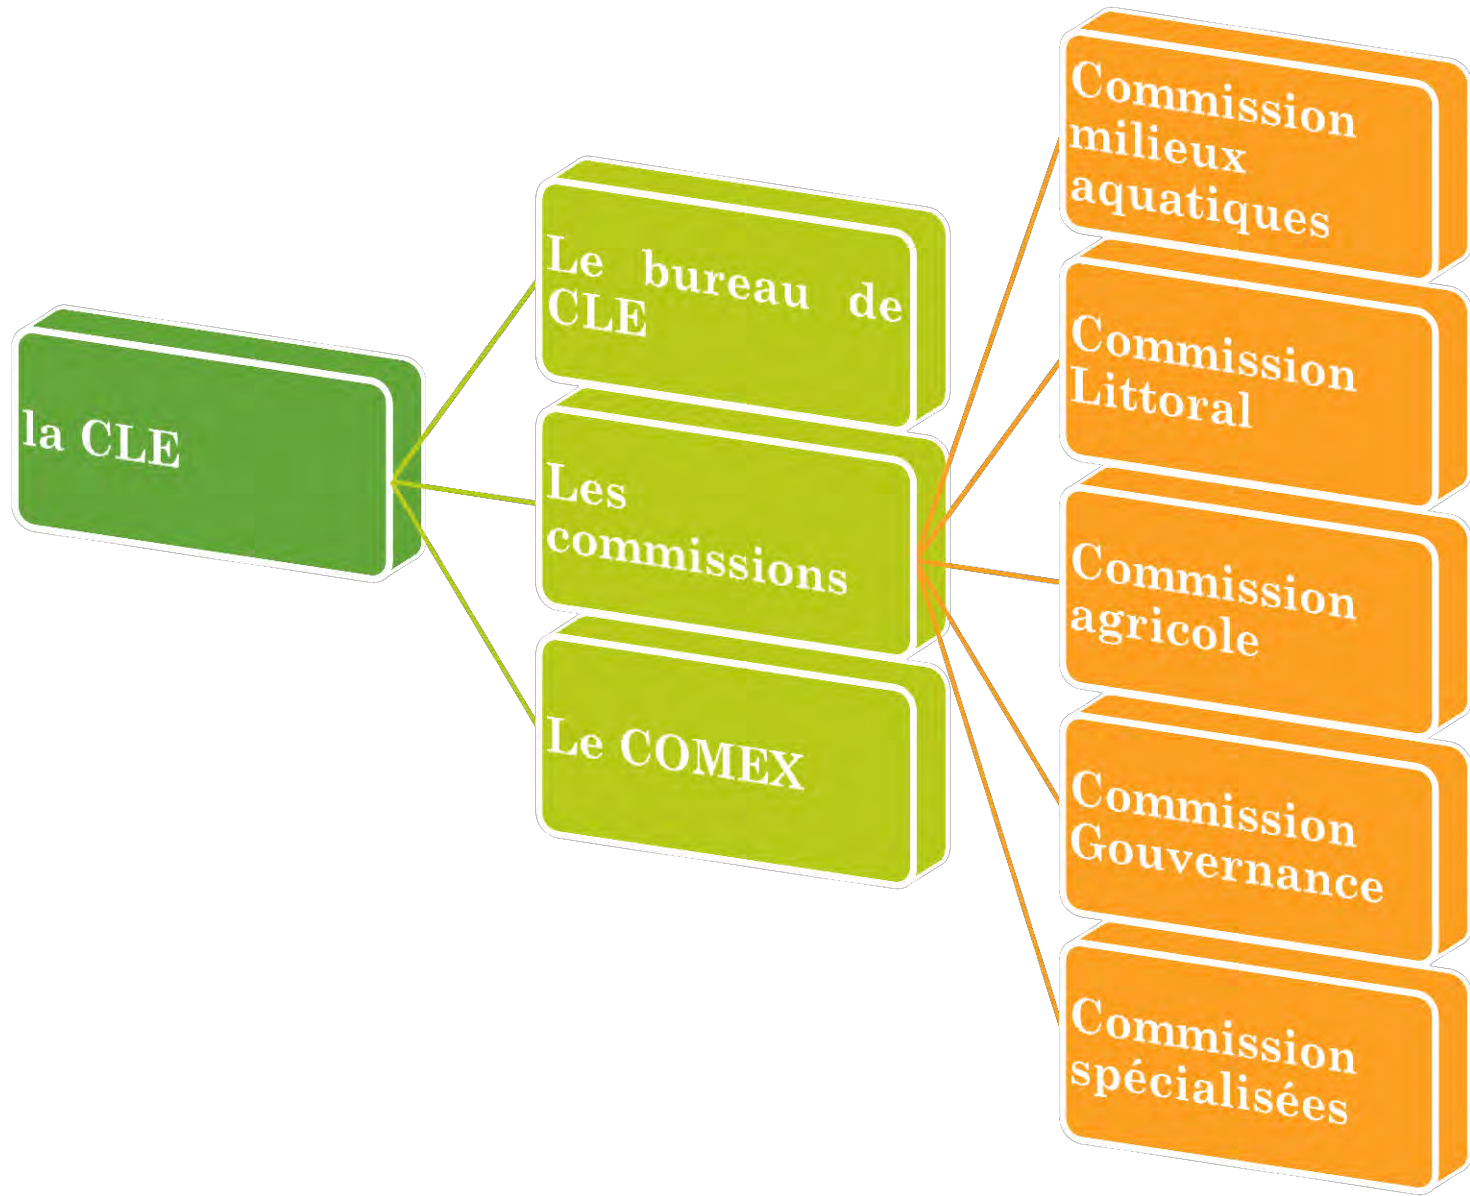 la CLE
Le bureau de
CLE
Les
commissions
Le COMEX
Commission
milieux
aquatiques
Commission
Littoral
Commission
agricole
Commission
Gouvernance
Commission
spécialisées